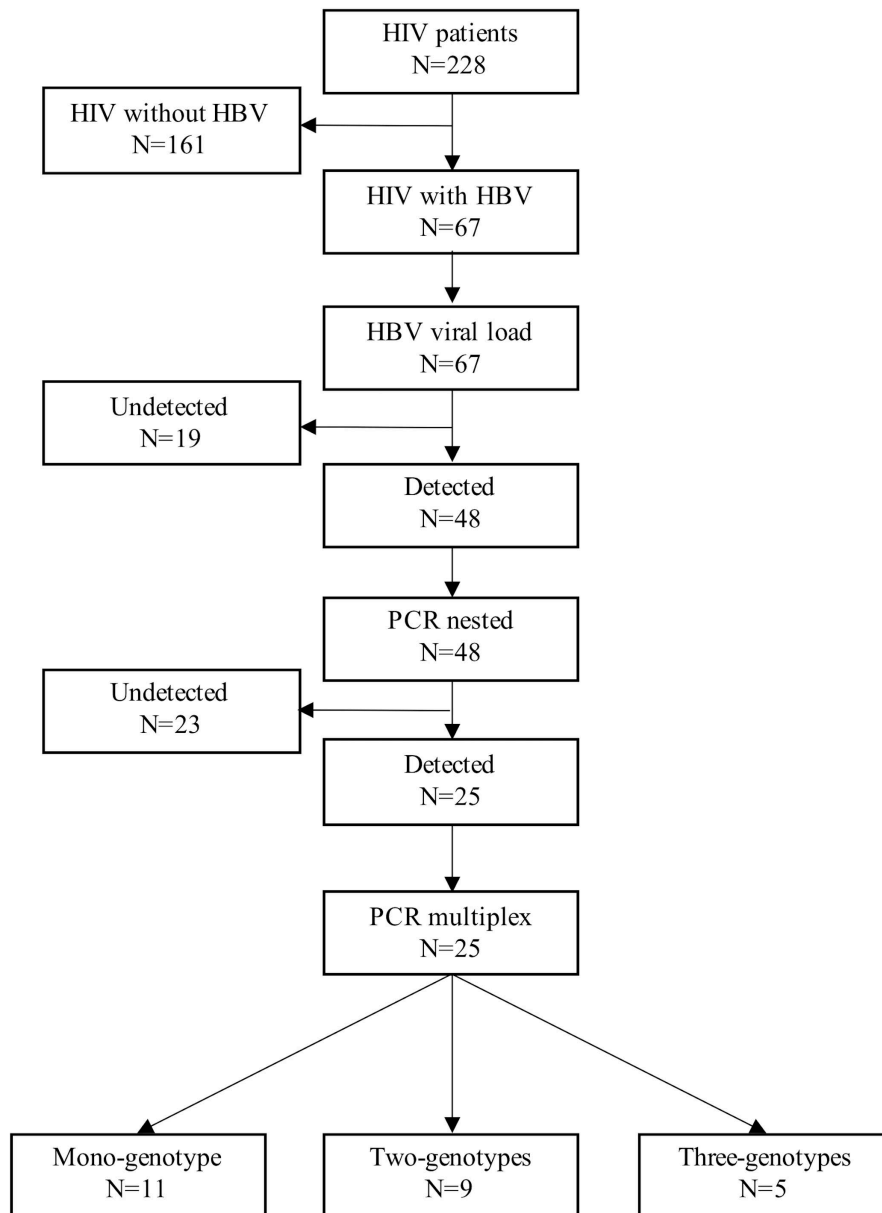 HIV patients
N=228
HIV without HBV
N=161
HIV with HBV
N=67
HBV viral load
N=67
Undetected
N=19
Detected
N=48
PCR nested
N=48
Undetected
N=23
Detected
N=25
PCR multiplex
N=25
Mono-genotype
N=11
Two-genotypes
N=9
Three-genotypes
N=5